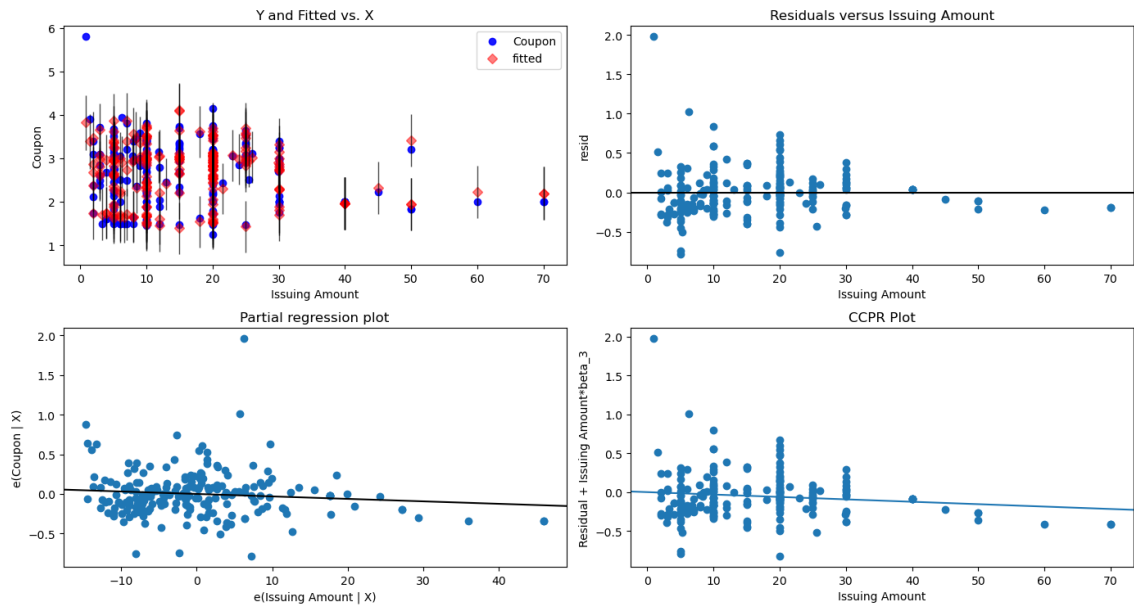 Y and Fitted vs. X
6
5
4
3
2
1
Coupon
Coupon
fitted
0 10 20 30 40 50 60 70
Issuing Amount
Residuals versus Issuing Amount
2.0
1.5
1.0
0.5
0.0
−0.5
resid
0 10 20 30 40 50 60 70
Issuing Amount
Partial regression plot
2.0
1.5
1.0
0.5
0.0
−0.5
e(Coupon | X)
−10 0 10 20 30 40
e(Issuing Amount | X)
CCPR Plot
2.0
1.5
1.0
0.5
0.0
−0.5
Residual + Issuing Amount*beta_3
0 10 20 30 40 50 60 70
Issuing Amount